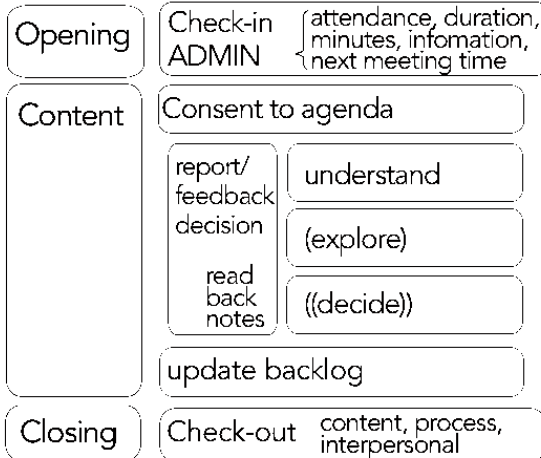 Opening
Check-in
ADMIN
attendance, duration,
minutes, infomation,
next meeting time
Content
Consent to agenda
report/
feedback
decision
read
back
notes
understand
(explore)
((decide))
update backlog
Closing
Check-out
content, process,
interpersonal